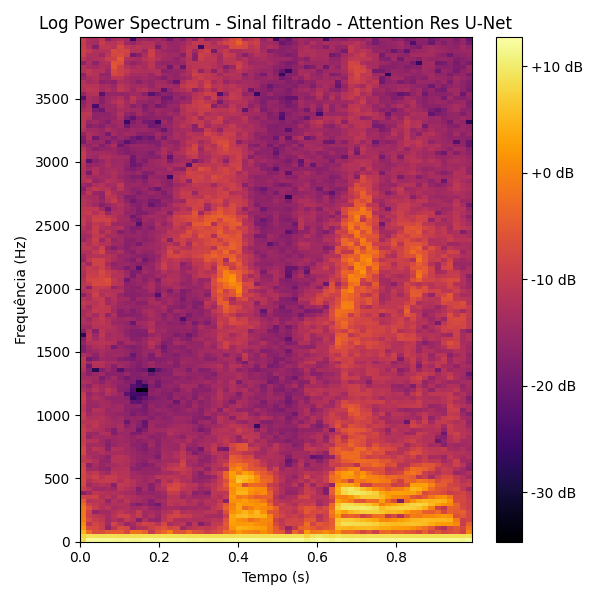 Log Power Spectrum - Sinal filtrado - Attention Res U-Net
3500
3000
2500
2000
1500
1000
500
0
Frequência (Hz)
0.0 0.2 0.4 0.6 0.8
Tempo (s)
+10 dB
+0 dB
-10 dB
-20 dB
-30 dB